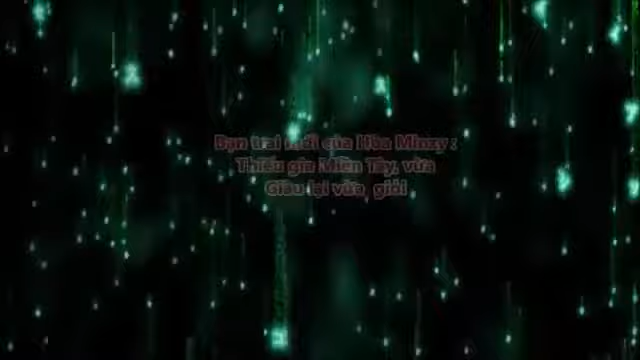 Bạn trai mới của Hòa Minzy :
Thiếu gia Miền Tây, vừa
Giàu lại vừa, giỏi